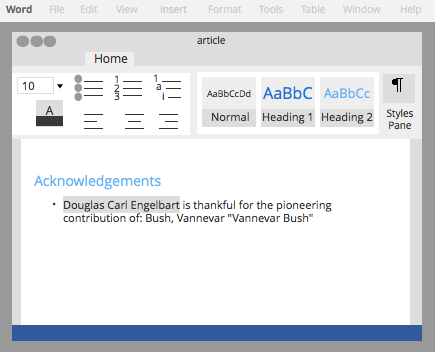 Word File Edit View Insert Format Tools Table Window Help
article
Home
10
A
1
2
3
1
a
i
AaBbCcDd AaBbC AaBbCc ¶
Normal Heading 1 Heading 2 Styles
Pane
Acknowledgements
• Douglas Carl Engelbart is thankful for the pioneering
contribution of: Bush, Vannevar "Vannevar Bush"